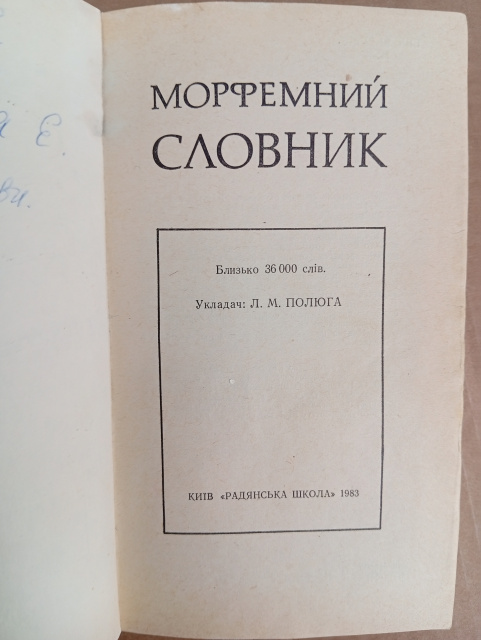 МОРФЕМНИЙ
СЛОВНИК
Близько 36 000 слів.
Укладач: Л. М. ПОЛЮГА
КИЇВ «РАДЯНСЬКА ШКОЛА» 1983